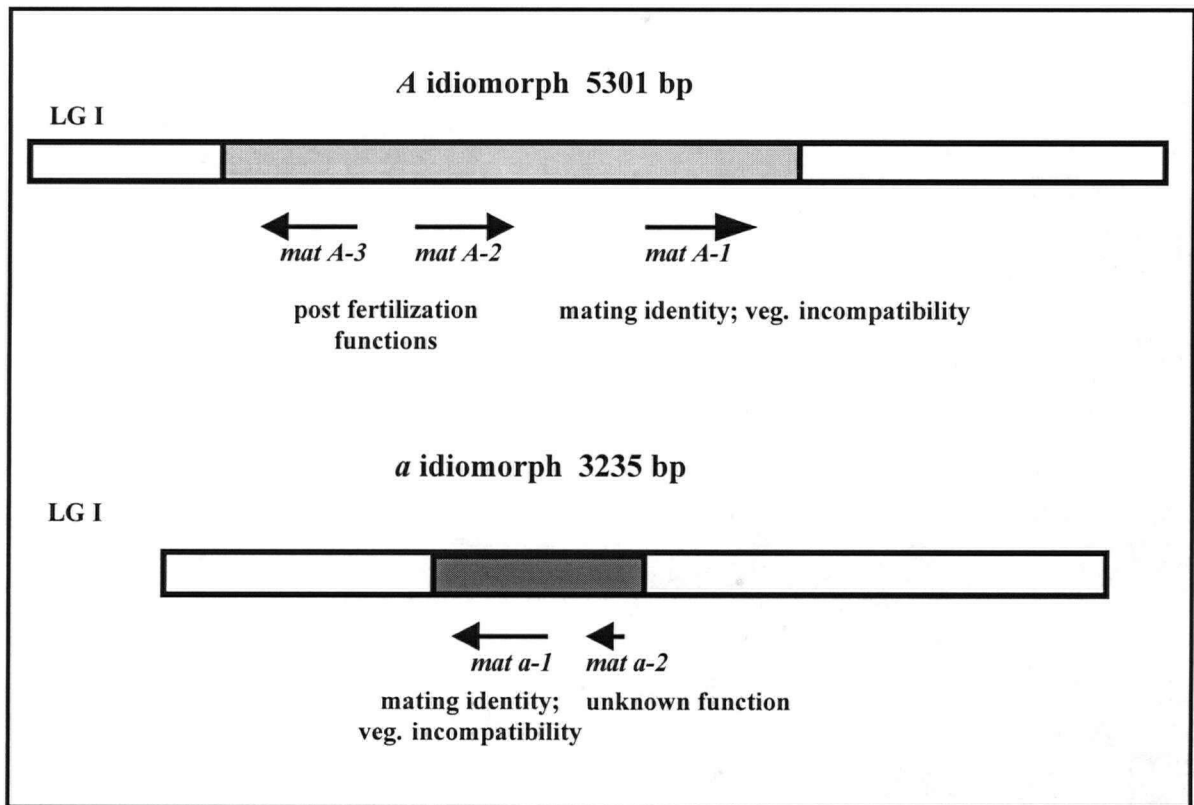 A idiomorph 5301 bp
LG I
mat A-3
mat A-2
mat A-1
post fertilization
functions
mating identity; veg. incompatibility
a idiomorph 3235 bp
LG I
mat a-1
mat a-2
mating identity;
veg. incompatibility
unknown function